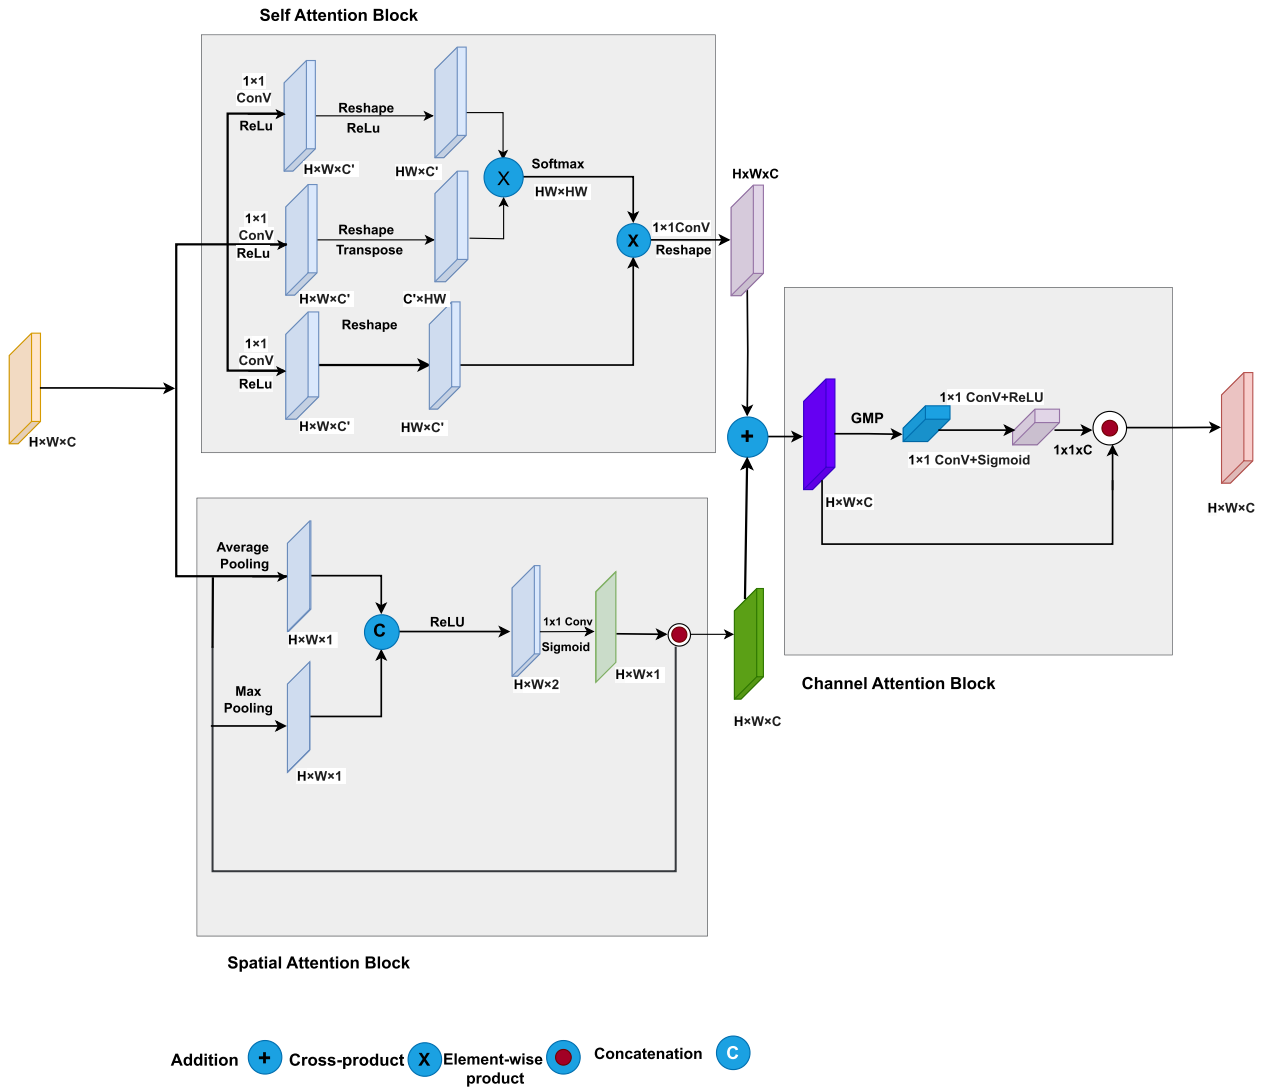 Self Attention Block
1×1
ConV
ReLu
Reshape
ReLu
H×W×C'
HW×C'
Softmax
HW×HW
1×1
ConV
ReLu
Reshape
Transpose
H×W×C'
C'×HW
1×1ConV
Reshape
HxWxC
X
X
1×1
ConV
ReLu
Reshape
H×W×C'
HW×C'
H×W×C
+
GMP
1×1 ConV+ReLU
1×1 ConV+Sigmoid
1x1xC
H×W×C
H×W×C
Channel Attention Block
Average
Pooling
H×W×1
C
ReLU
1x1 Conv
Sigmoid
H×W×2
H×W×1
H×W×C
Max
Pooling
H×W×1
Spatial Attention Block
Addition + Cross-product X Element-wise
product
Concatenation C